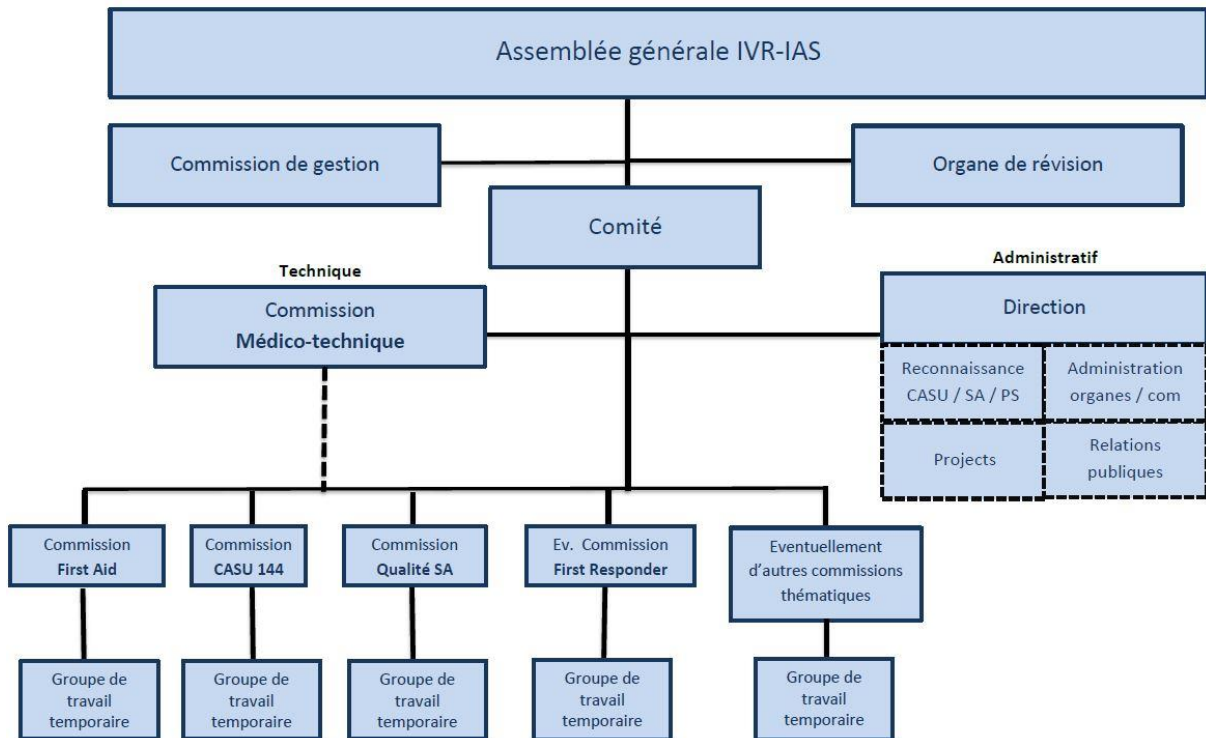 Assemblée générale IVR-IAS
Commission de gestion
Organe de révision
Comité
Technique
Administratif
Commission
Médico-technique
Direction
Reconnaissance
CASU / SA / PS
Administration
organes / com
Projects
Relations
publiques
Commission
First Aid
Commission
CASU 144
Commission
Qualité SA
Ev. Commission
First Responder
Eventuellement
d'autres commissions
thématiques
Groupe de
travail
temporaire
Groupe de
travail
temporaire
Groupe de
travail
temporaire
Groupe de
travail
temporaire
Groupe de
travail
temporaire